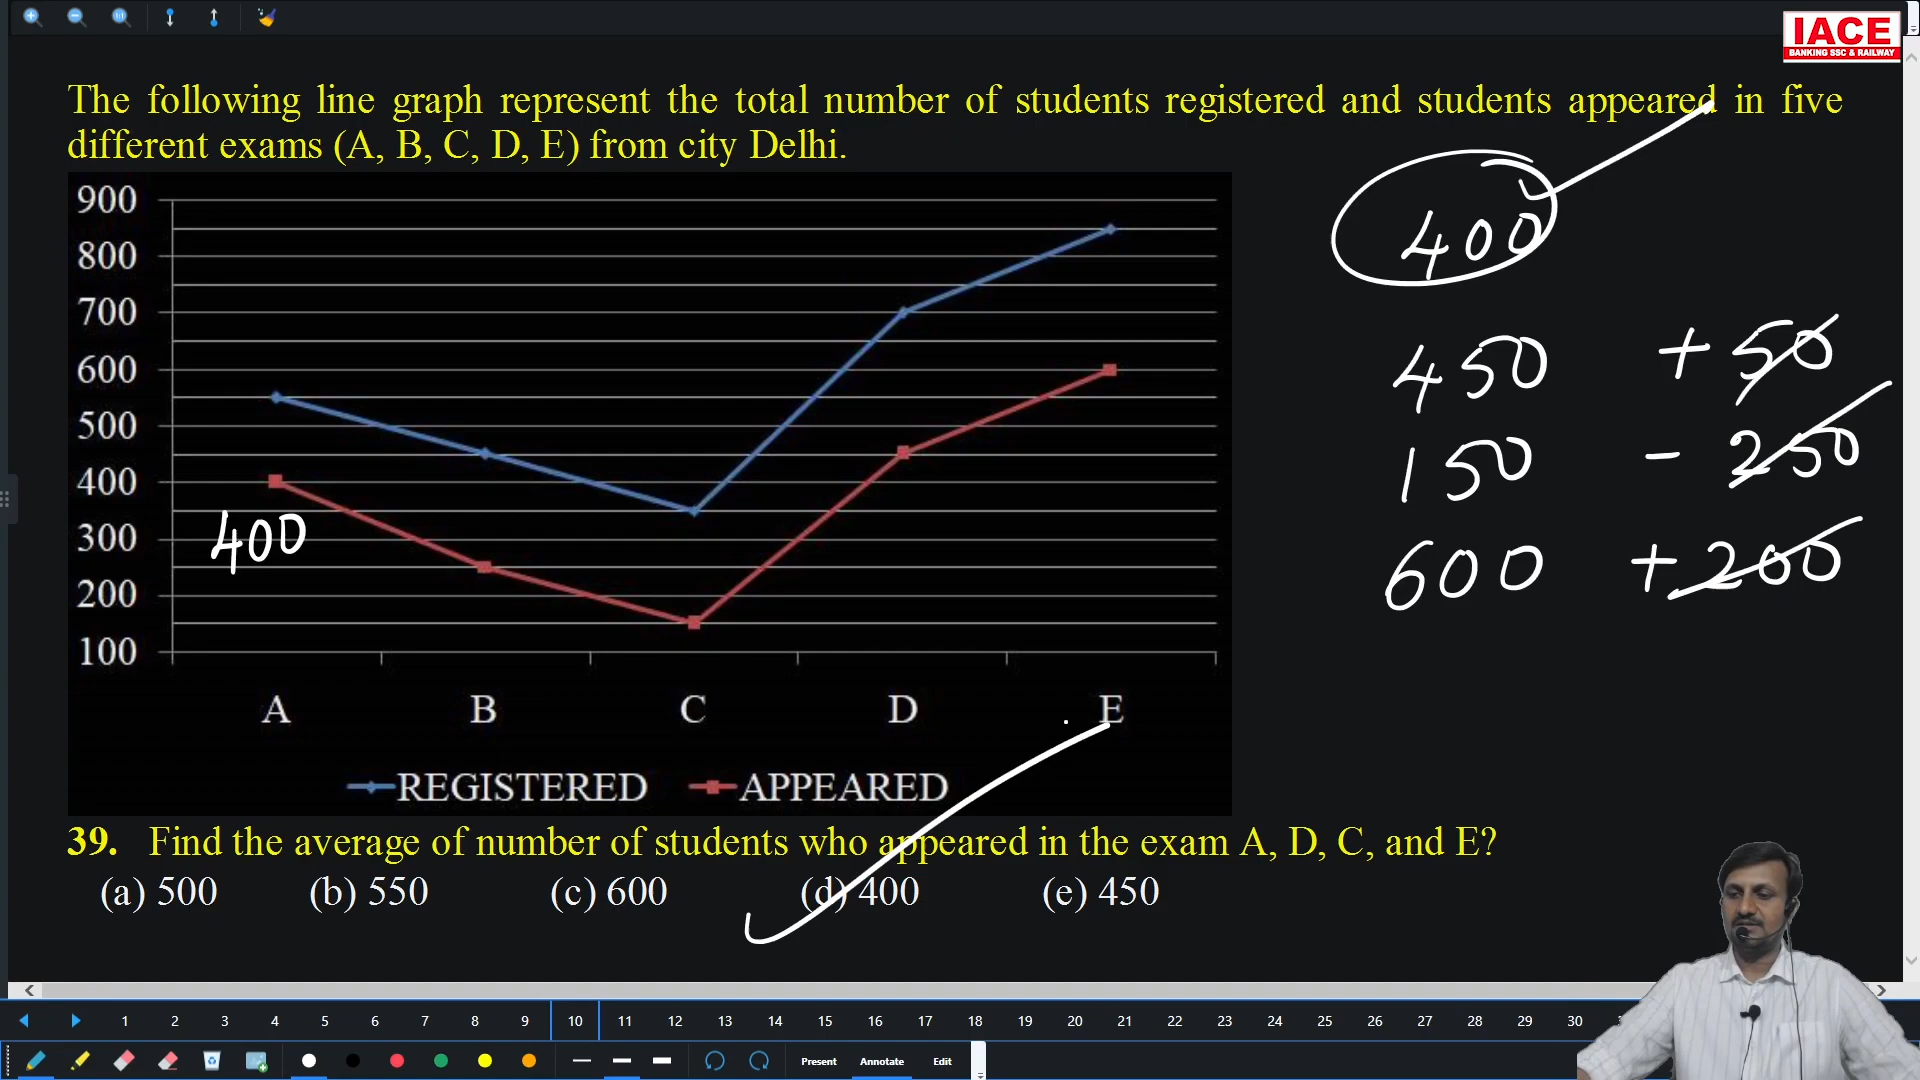 IACE
BANKING SSC & RAILWAY
The following line graph represent the total number of students registered and students appeared in five
different exams (A, B, C, D, E) from city Delhi.
900
800
700
600
500
400
300
200
100
400
A B C D E
REGISTERED APPEARED
400
450 + 50
150 - 250
600 + 200
39. Find the average of number of students who appeared in the exam A, D, C, and E?
(a) 500 (b) 550 (c) 600 (d) 400 (e) 450
1 2 3 4 5 6 7 8 9 10 11 12 13 14 15 16 17 18 19 20 21 22 23 24 25 26 27 28 29 30
Present Annotate Edit